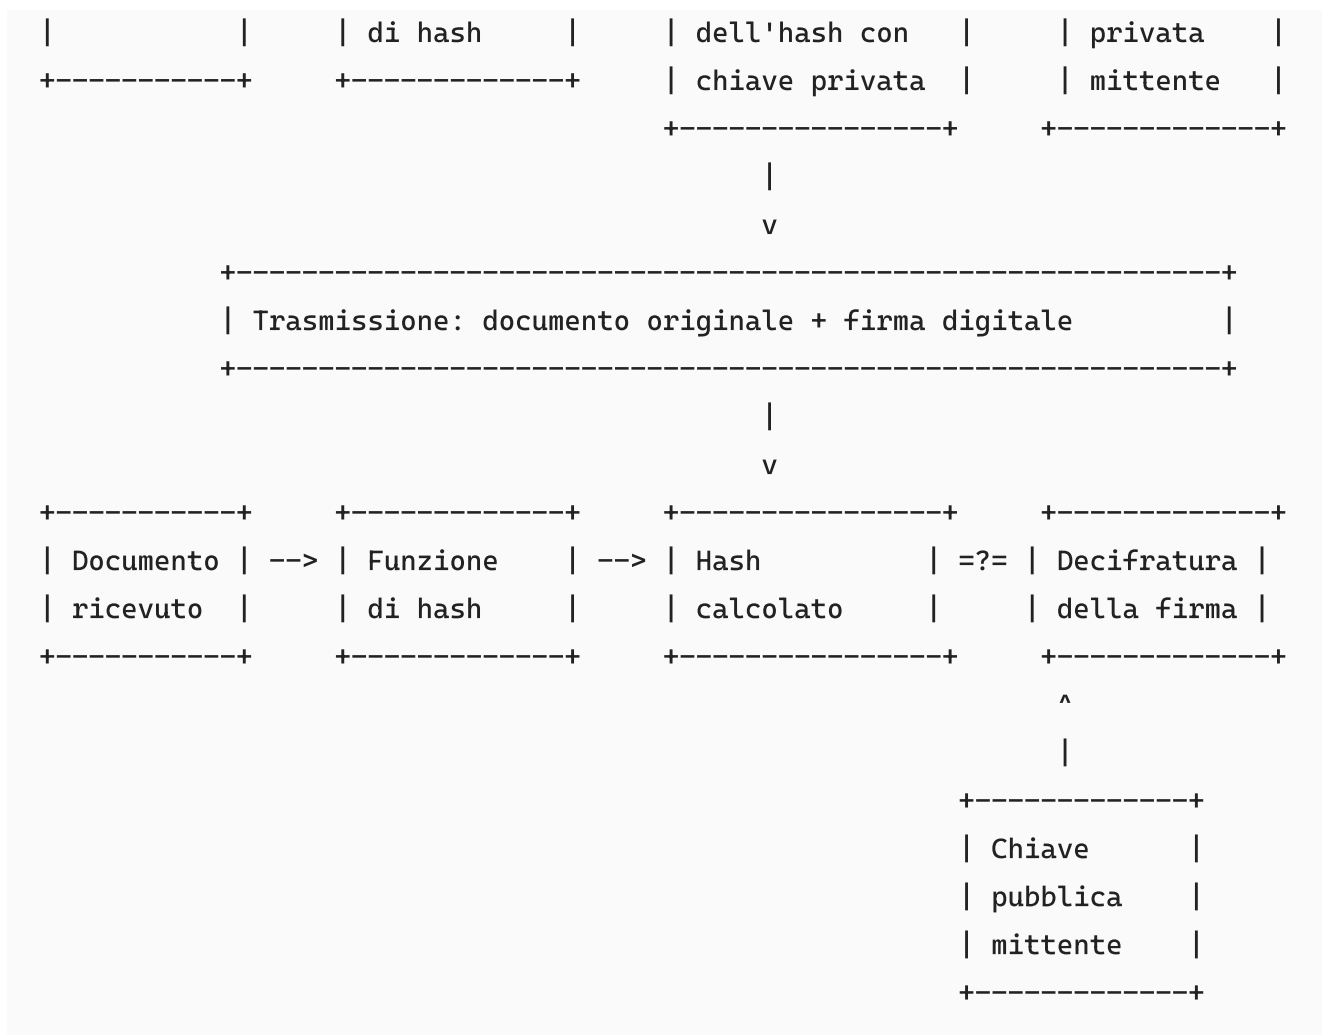 |           |     | di hash     |     | dell'hash con   |     | privata    |
+-----------+     +-------------+     | chiave privata  |     | mittente   |
                                      +----------------+     +-------------+
                                            |
                                            v
           +------------------------------------------------------------+
           | Trasmissione: documento originale + firma digitale         |
           +------------------------------------------------------------+
                                            |
                                            v
+-----------+     +-------------+     +----------------+     +-------------+
| Documento | --> | Funzione    | --> | Hash           | =?= | Decifratura |
| ricevuto  |     | di hash     |     | calcolato     |     | della firma |
+-----------+     +-------------+     +----------------+     +-------------+
                                                              ^
                                                              |
                                                        +-------------+
                                                        | Chiave      |
                                                        | pubblica    |
                                                        | mittente    |
                                                        +-------------+